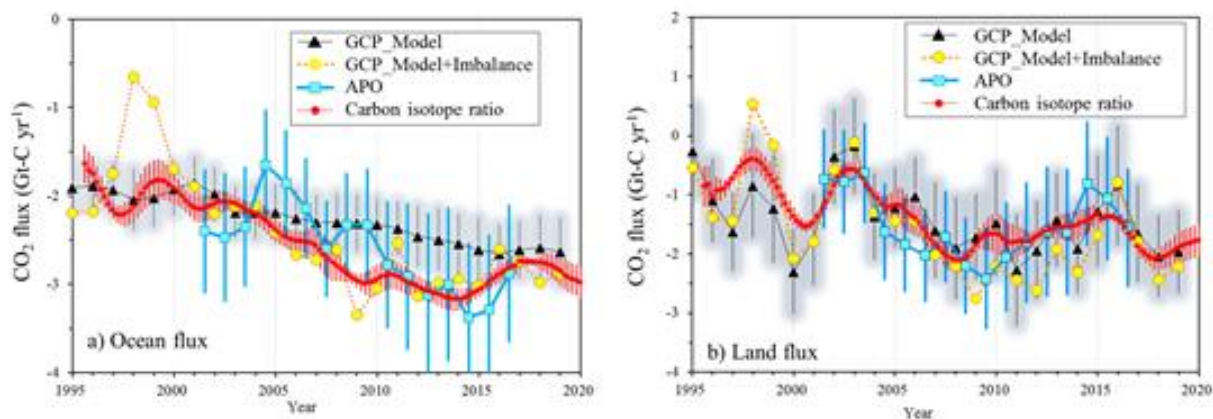 0
-1
-2
-3
-4
CO₂ flux (Gt-C yr⁻¹)
GCP_Model
GCP_Model+Imbalance
APO
Carbon isotope ratio
a) Ocean flux
1995 2000 2005 2010 2015 2020
Year
2
1
0
-1
-2
-3
-4
CO₂ flux (Gt-C yr⁻¹)
GCP_Model
GCP_Model+Imbalance
APO
Carbon isotope ratio
b) Land flux
1995 2000 2005 2010 2015 2020
Year